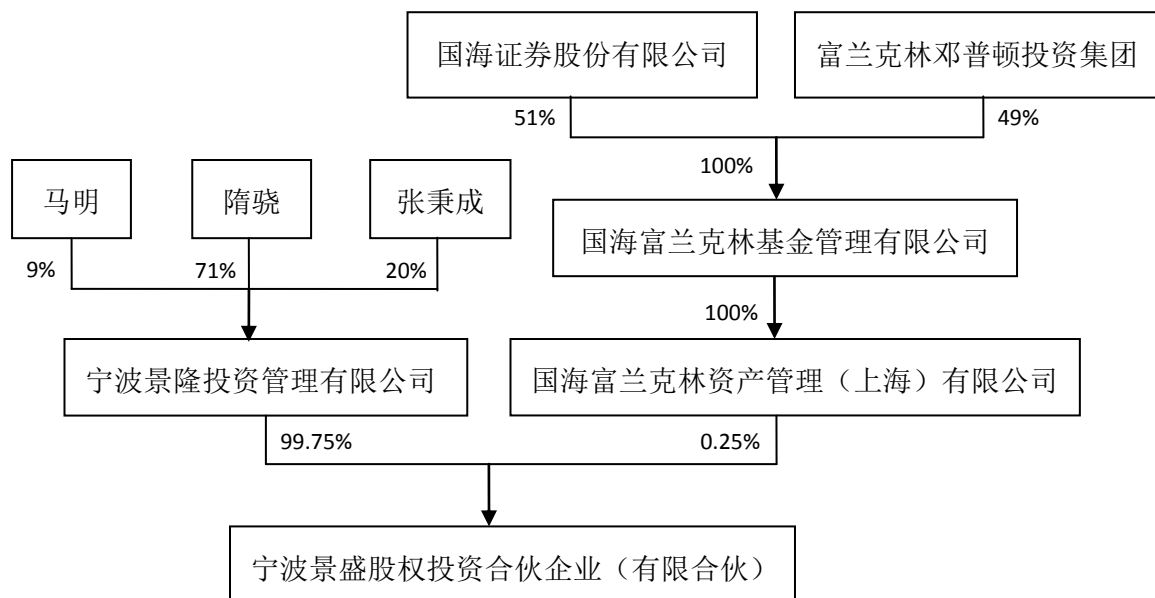 国海证券股份有限公司
富兰克林邓普顿投资集团
51%
49%
100%
马明
隋骁
张秉成
国海富兰克林基金管理有限公司
9%
71%
20%
100%
宁波景隆投资管理有限公司
国海富兰克林资产管理（上海）有限公司
99.75%
0.25%
宁波景盛股权投资合伙企业（有限合伙）